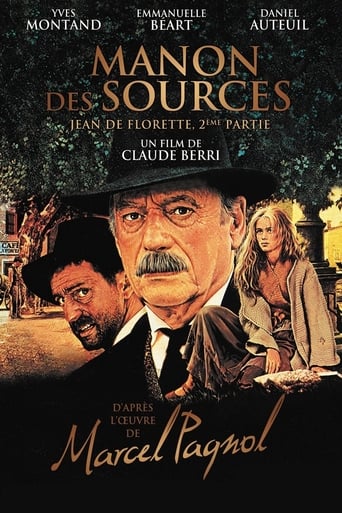 YVES MONTAND
EMMANUELLE BÉART
DANIEL AUTEUIL
MANON
DES SOURCES
JEAN DE FLORETTE, 2ÈME PARTIE
UN FILM DE
CLAUDE BERRI
CAFÉ
D'APRÈS
L'ŒUVRE
DE
Marcel Pagnol